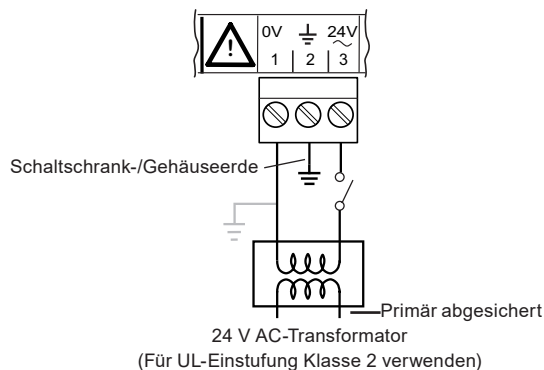 0V 24V
1 2 3
Schaltschrank-/Gehäuseerde
Primär abgesichert
24 V AC-Transformator
(Für UL-Einstufung Klasse 2 verwenden)